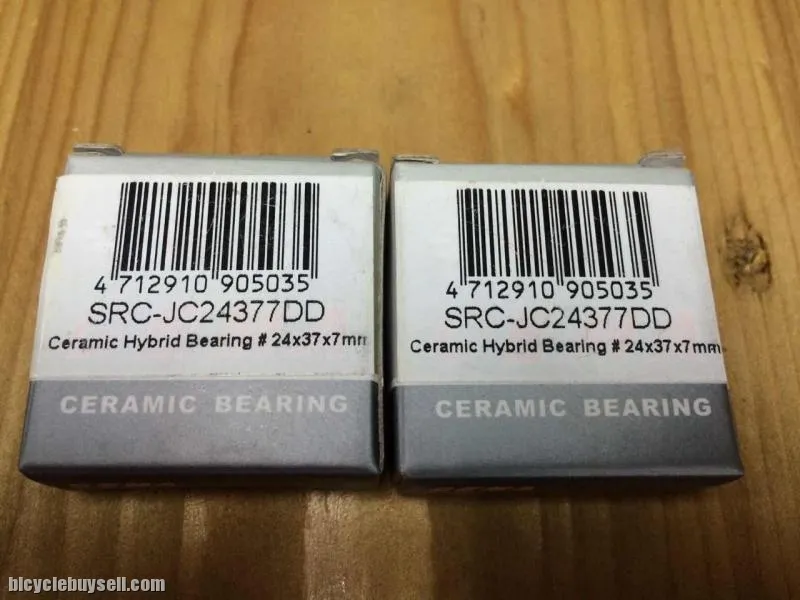 4 712910 905035
SRC-JC24377DD
Ceramic Hybrid Bearing # 24x37x7mm
CERAMIC BEARING
4 712910 905035
SRC-JC24377DD
Ceramic Hybrid Bearing # 24x37x7mm
CERAMIC BEARING
bicyclebuysell.com